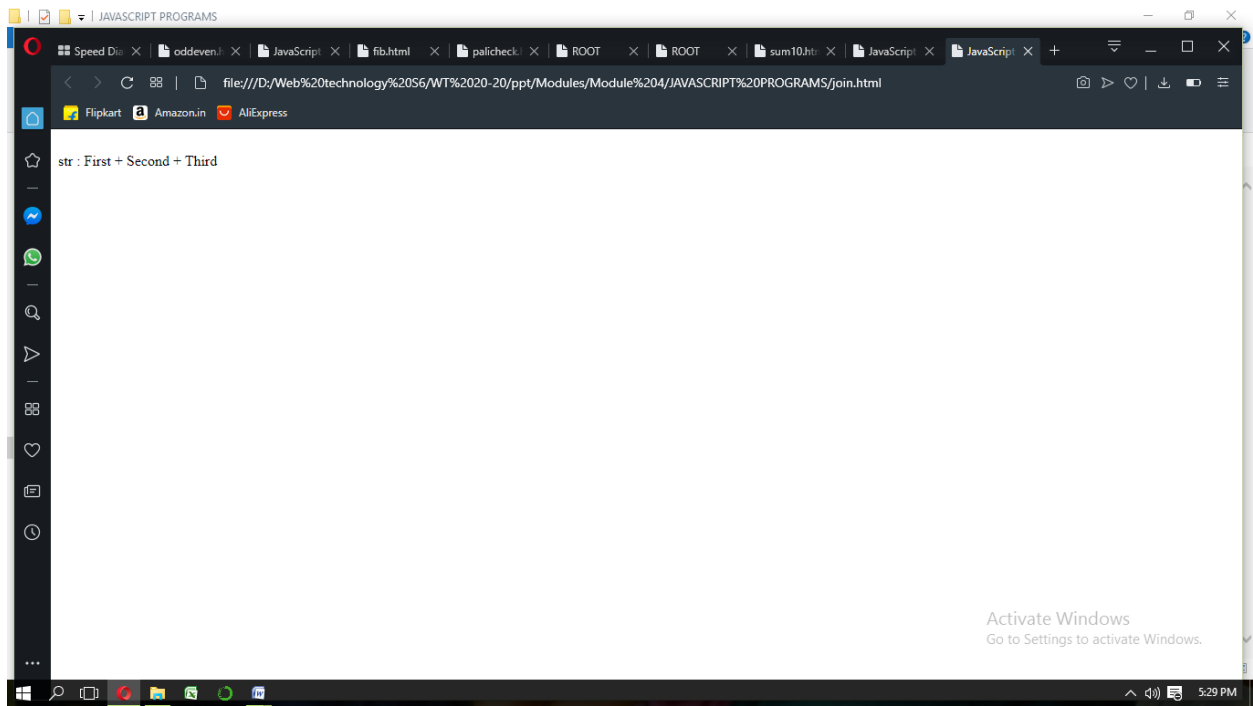 JAVASCRIPT PROGRAMS
Speed Dia oddeven.h JavaScript fib.html palicheck. ROOT ROOT sum10.htm JavaScript JavaScript
file:///D:/Web%20technology%20S6/WT%2020-20/ppt/Modules/Module%204/JAVASCRIPT%20PROGRAMS/join.html
Flipkart a Amazon.in AliExpress
str : First + Second + Third
Activate Windows
Go to Settings to activate Windows.
5:29 PM